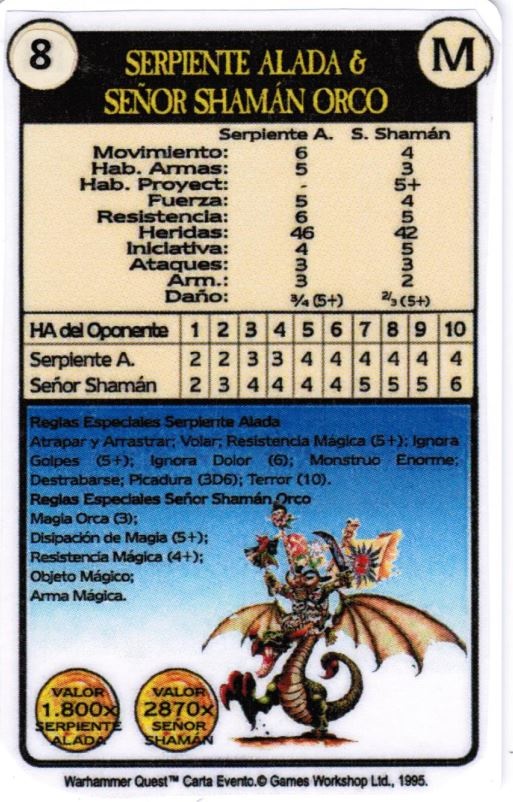 8
M
SERPIENTE ALADA &
SEÑOR SHAMÁN ORCO
Serpiente A. S. Shamán
Movimiento: 6 4
Hab. Armas: 5 3
Hab. Proyect: - 5+
Fuerza: 5 4
Resistencia: 6 5
Heridas: 46 42
Iniciativa: 4 5
Ataques: 3 3
Arm.: 3 2
Daño: ¾ (5+) ²/₃ (5+)
HA del Oponente 1 2 3 4 5 6 7 8 9 10
Serpiente A. 2 2 3 3 4 4 4 4 4 4
Señor Shamán 2 3 4 4 4 4 5 5 5 6
Reglas Especiales Serpiente Alada
Atrapar y Arrastrar; Volar; Resistencia Mágica (5+); Ignora
Golpes (5+); Ignora Dolor (6); Monstruo Enorme;
Destrabarse; Picadura (3D6); Terror (10).
Reglas Especiales Señor Shamán Orco
Magia Orca (3);
Disipación de Magia (5+);
Resistencia Mágica (4+);
Objeto Mágico;
Arma Mágica.
VALOR
1.800x
SERPIENTE
ALADA
VALOR
2870x
SEÑOR
SHAMÁN
Warhammer Quest™ Carta Evento.© Games Workshop Ltd., 1995.